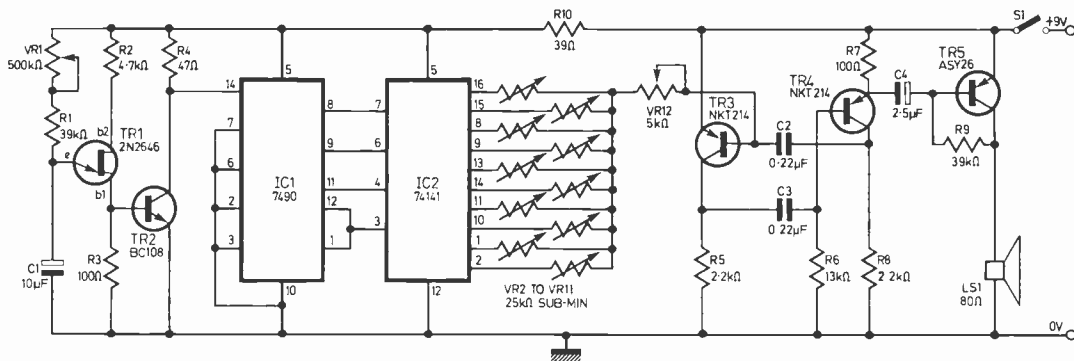 R10
39Ω
S1
+9V
VR1
500kΩ
R2
4·7kΩ
R4
47Ω
5
5
R7
100Ω
TR5
ASY26
C4
2·5µF
TR4
NKT214
14
8
7
16
15
8
9
13
14
11
10
1
2
VR12
5kΩ
TR3
NKT214
C2
0·22µF
R9
39kΩ
R1
39kΩ
b2
TR1
2N2646
e
b1
7
6
2
3
IC1
7490
9
11
12
1
6
4
3
IC2
74141
TR2
BC108
C3
0·22µF
C1
10µF
R3
100Ω
10
12
VR2 TO VR11
25kΩ SUB-MIN
R5
2·2kΩ
R6
13kΩ
R8
2·2kΩ
LS1
80Ω
0V